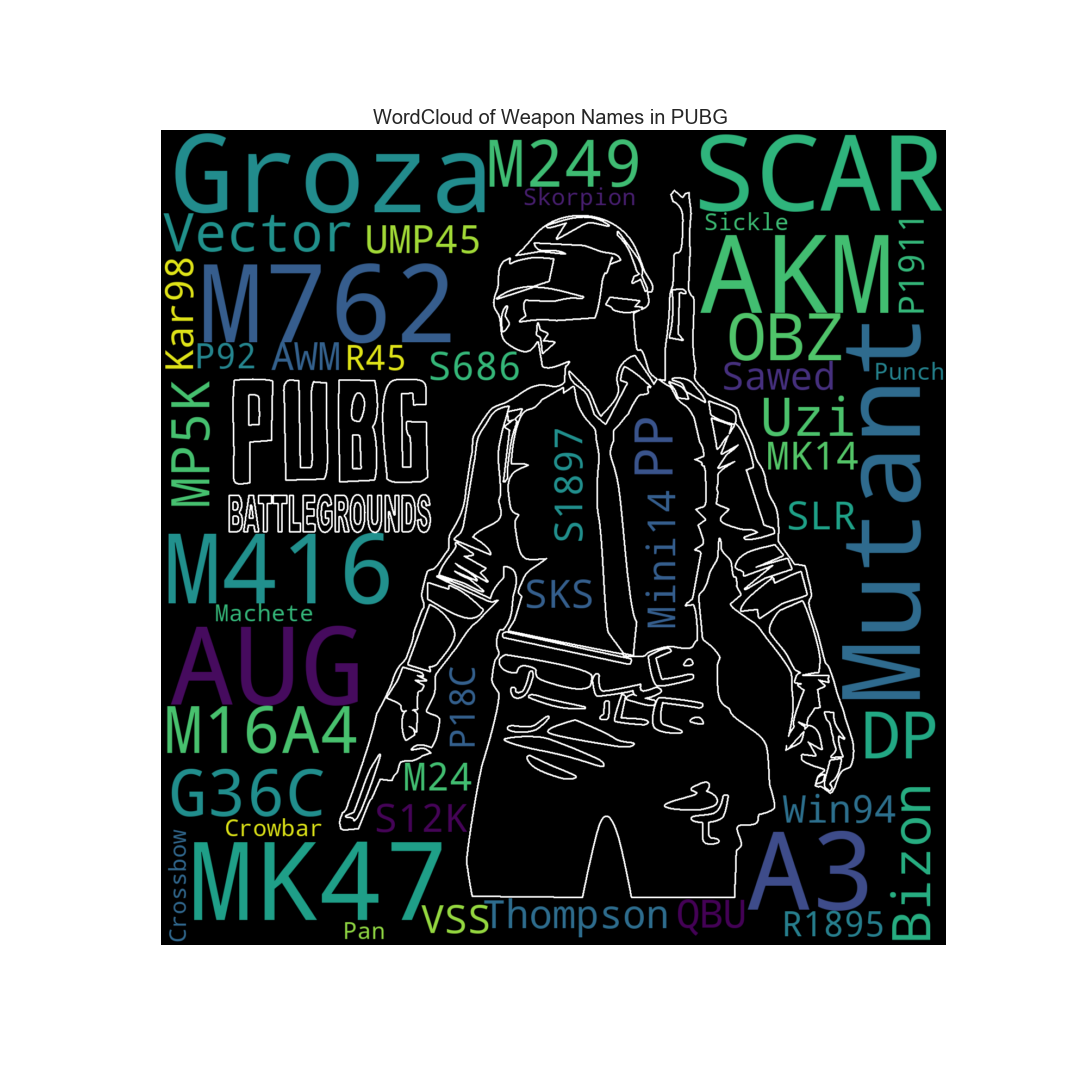 WordCloud of Weapon Names in PUBG
Groza
M249
SCAR
Skorpion
Sickle
Vector
UMP45
AKM
P1911
Kar98
M762
OBZ
P92
AWM
R45
S686
Sawed
Punch
Mutant
MP5K
PUBG
BATTLEGROUNDS
Uzi
MK14
S1897
PP
Mini14
SLR
M416
SKS
Machete
AUG
P18C
M16A4
DP
M24
G36C
S12K
Crowbar
Win94
Bizon
Crossbow
MK47
A3
Pan
VSS
Thompson
QBU
R1895